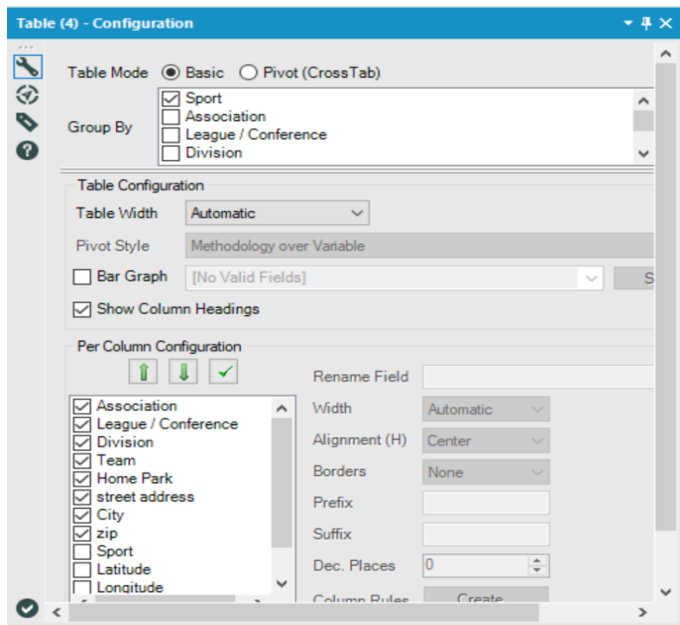 Table (4) - Configuration
Table Mode Basic Pivot (CrossTab)
Group By
Sport
Association
League / Conference
Division
Table Configuration
Table Width Automatic
Pivot Style Methodology over Variable
Bar Graph [No Valid Fields] S
Show Column Headings
Per Column Configuration
Association
League / Conference
Division
Team
Home Park
street address
City
zip
Sport
Latitude
Longitude
Rename Field
Width Automatic
Alignment (H) Center
Borders None
Prefix
Suffix
Dec. Places 0
Column Rules Create